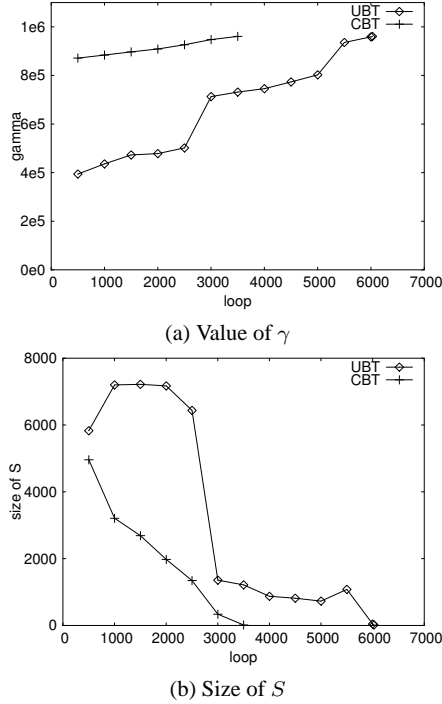 1e6
8e5
6e5
4e5
2e5
0e0
gamma
UBT
CBT
0 1000 2000 3000 4000 5000 6000 7000
loop
(a) Value of γ
8000
6000
4000
2000
0
size of S
UBT
CBT
0 1000 2000 3000 4000 5000 6000 7000
loop
(b) Size of S